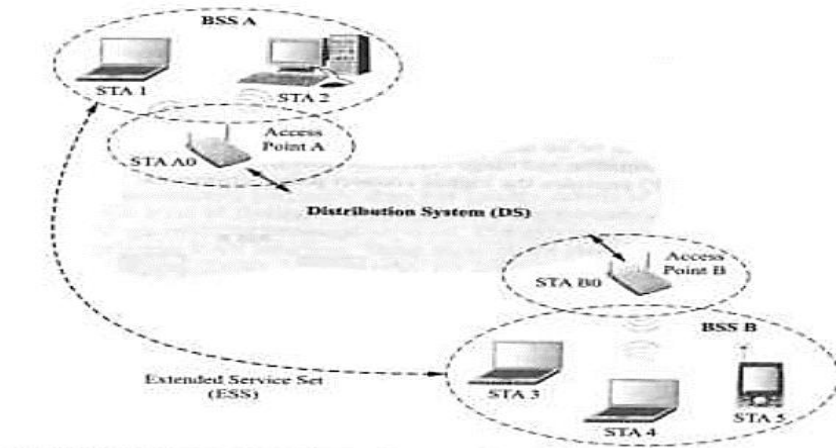 BSS A
STA 1
STA 2
Access
Point A
STA A0
Distribution System (DS)
Access
Point B
STA B0
BSS B
STA 3
Extended Service Set
(ESS)
STA 4
STA 5